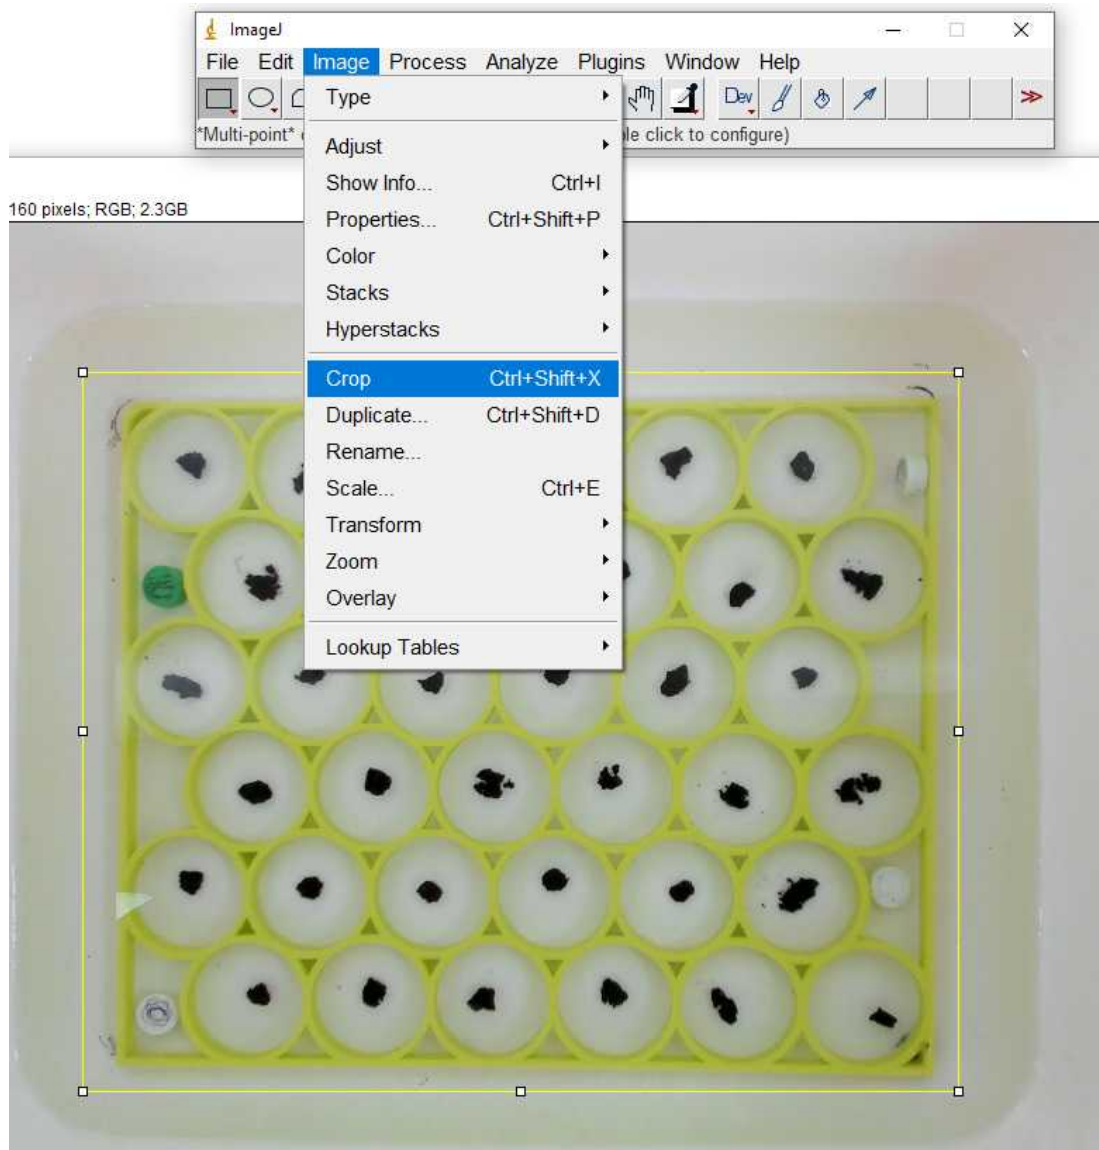 ImageJ
File Edit Image Process Analyze Plugins Window Help
Dev
*Multi-point* click to configure)
160 pixels; RGB; 2.3GB
Type
Adjust
Show Info... Ctrl+I
Properties... Ctrl+Shift+P
Color
Stacks
Hyperstacks
Crop Ctrl+Shift+X
Duplicate... Ctrl+Shift+D
Rename...
Scale... Ctrl+E
Transform
Zoom
Overlay
Lookup Tables